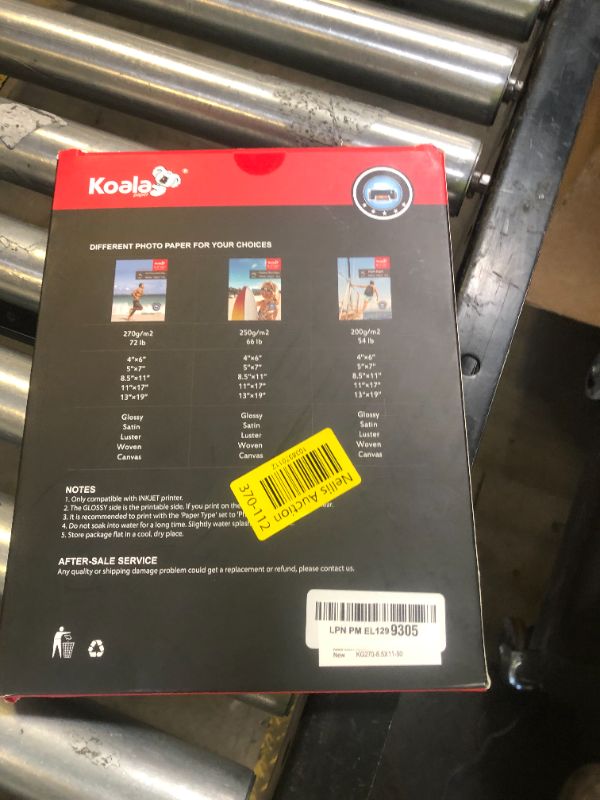 Koala
paper
DIFFERENT PHOTO PAPER FOR YOUR CHOICES
270g/m2
72 lb
4"×6"
5"×7"
8.5"×11"
11"×17"
13"×19"
Glossy
Satin
Luster
Woven
Canvas
250g/m2
66 lb
4"×6"
5"×7"
8.5"×11"
11"×17"
13"×19"
Glossy
Satin
Luster
Woven
Canvas
200g/m2
54 lb
4"×6"
5"×7"
8.5"×11"
11"×17"
13"×19"
Glossy
Satin
Luster
Woven
Canvas
Nellis Auction
370-112
NOTES
1. Only compatible with INKJET printer.
2. The GLOSSY side is the printable side. If you print on the
3. It is recommended to print with the 'Paper Type' set to
4. Do not soak into water for a long time. Slightly water
5. Store package flat in a cool, dry place.
AFTER-SALE SERVICE
Any quality or shipping damage problem could get a replacement or refund, please contact us.
LPN PM EL129 9305
New KG270-8.5X11-50